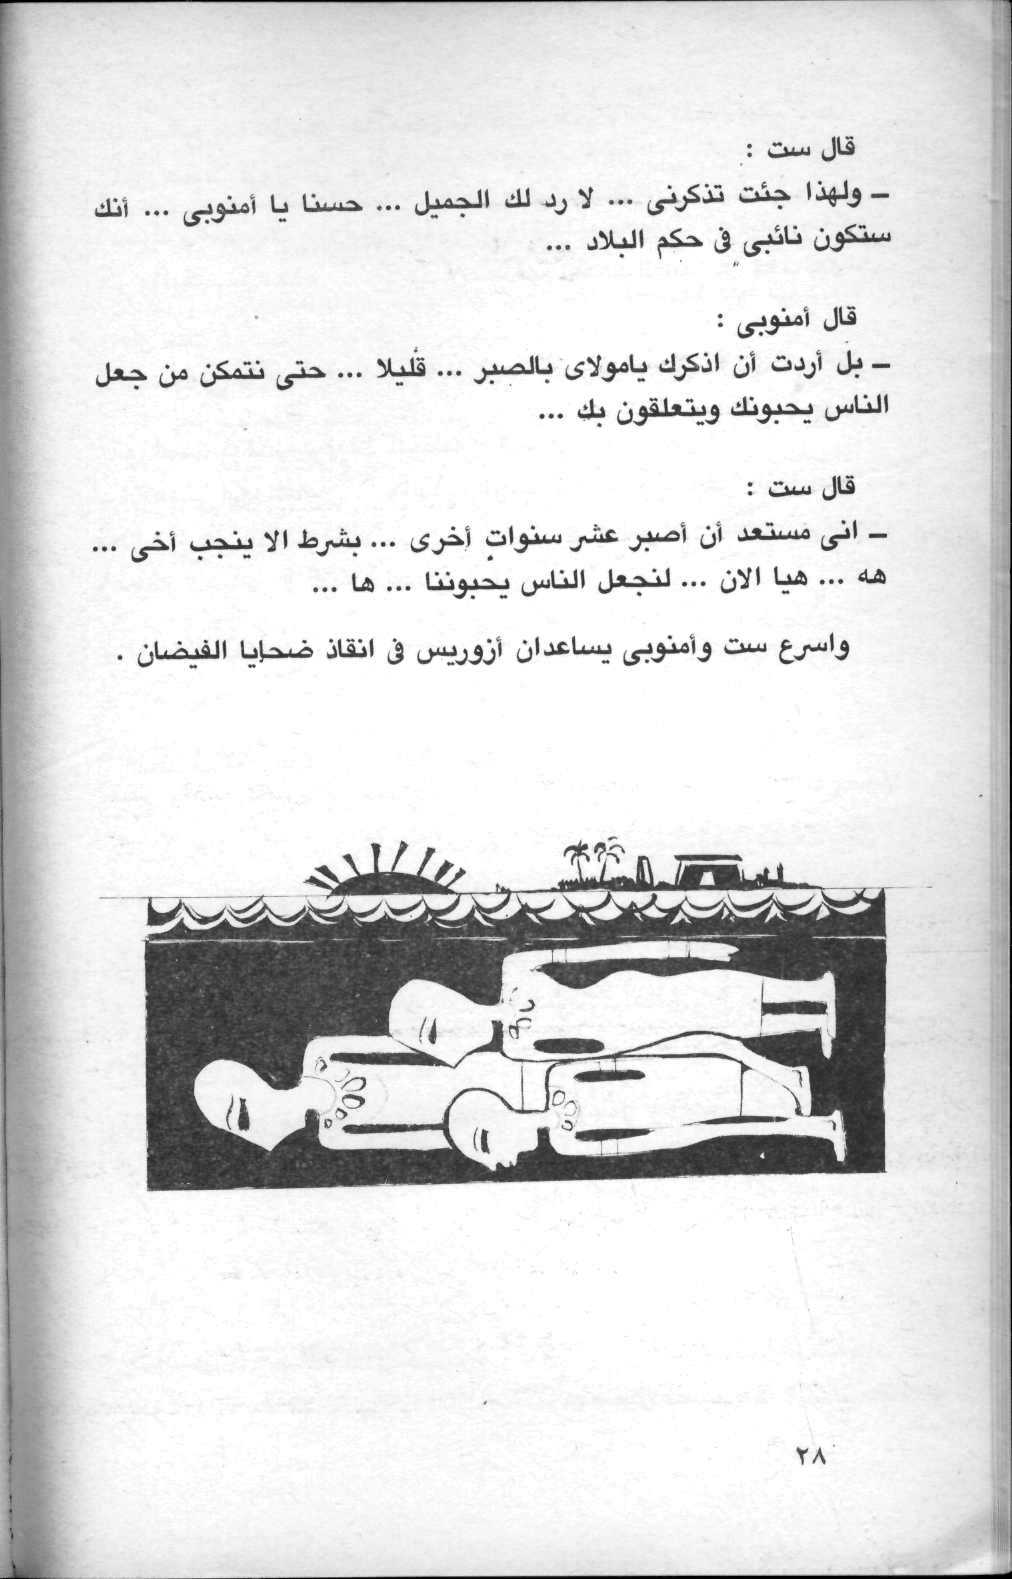 قال ست :
ــ ولهذا جئت تذكرنى ... لا رد لك الجميل ... حسنا يا أمنوبى ... أنك
ستكون نائبى فى حكم البلاد ...
قال أمنوبى :
ــ بل أردت أن اذكرك يامولاى بالصبر ... قليلا ... حتى نتمكن من جعل
الناس يحبونك ويتعلقون بك ...
قال ست :
ــ انى مستعد أن أصبر عشر سنوات أخرى ... بشرط الا ينجب أخى ...
هه ... هيا الان ... لنجعل الناس يحبوننا ... ها ...
واسرع ست وأمنوبى يساعدان أزوريس فى انقاذ ضحايا الفيضان .
٢٨